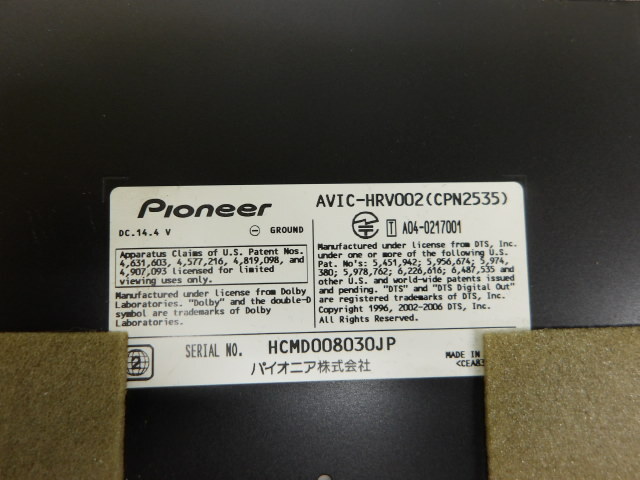 Pioneer
AVIC-HRV002(CPN2535)
DC.14.4 V
⊖ GROUND
T A04-0217001
Apparatus Claims of U.S. Patent Nos.
4,631,603, 4,577,216, 4,819,098, and
4,907,093 licensed for limited
viewing uses only.
Manufactured under license from Dolby
Laboratories. "Dolby" and the double-D
symbol are trademarks of Dolby
Laboratories.
Manufactured under license from DTS, Inc.
under one or more of the following U.S.
Pat. No's: 5,451,942; 5,956,674; 5,974,
380; 5,978,762; 6,226,616; 6,487,535 and
other U.S. and world-wide patents issued
and pending. "DTS" and "DTS Digital Out"
are registered trademarks of DTS, Inc.
Copyright 1996, 2002-2006 DTS, Inc.
All Rights Reserved.
2
SERIAL NO. HCMD008030JP
パイオニア株式会社
MADE IN